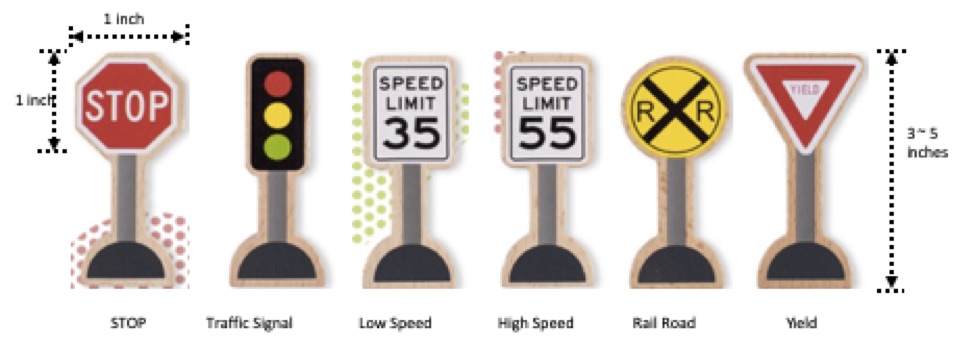 1 inch
1 inch
STOP
SPEED
LIMIT
35
SPEED
LIMIT
55
R R
YIELD
3 ~ 5
inches
STOP
Traffic Signal
Low Speed
High Speed
Rail Road
Yield